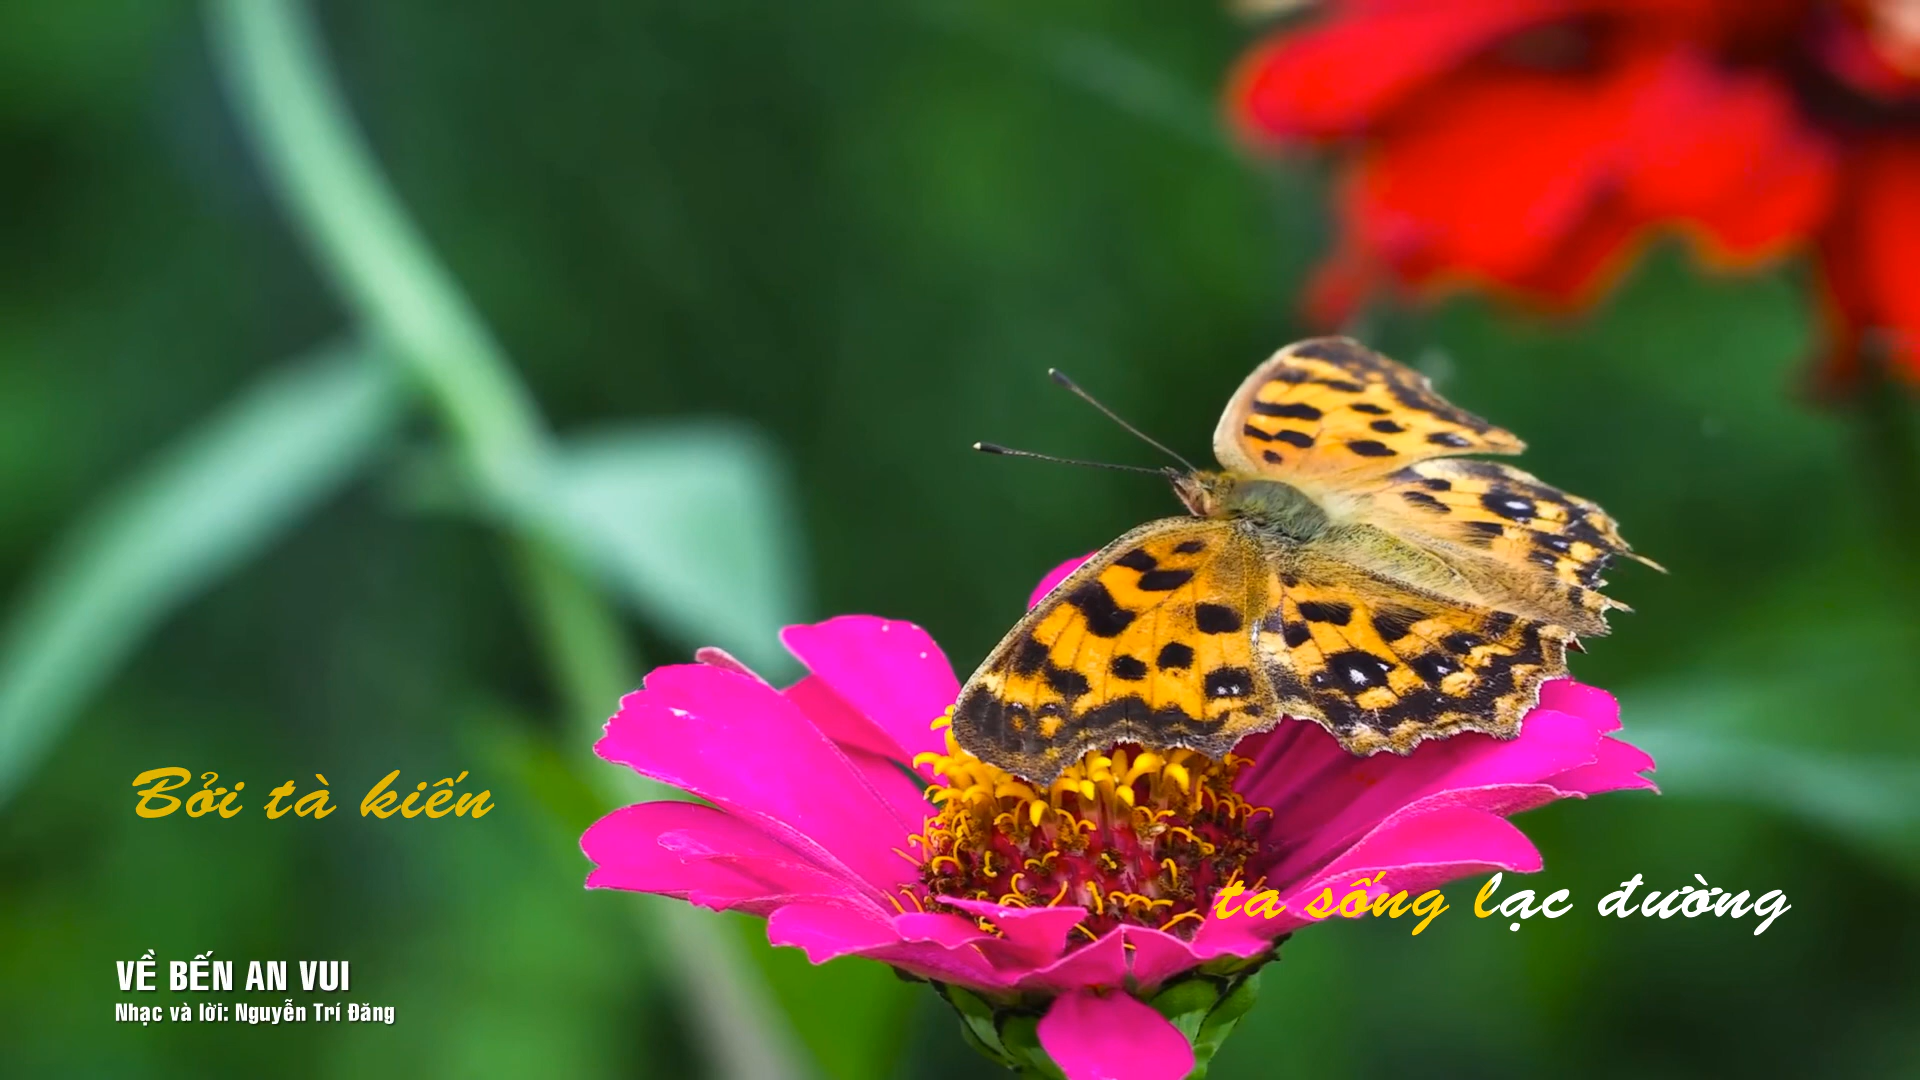 Bởi tà kiến
ta sống lạc đường
VỀ BẾN AN VUI
Nhạc và lời: Nguyễn Trí Đăng